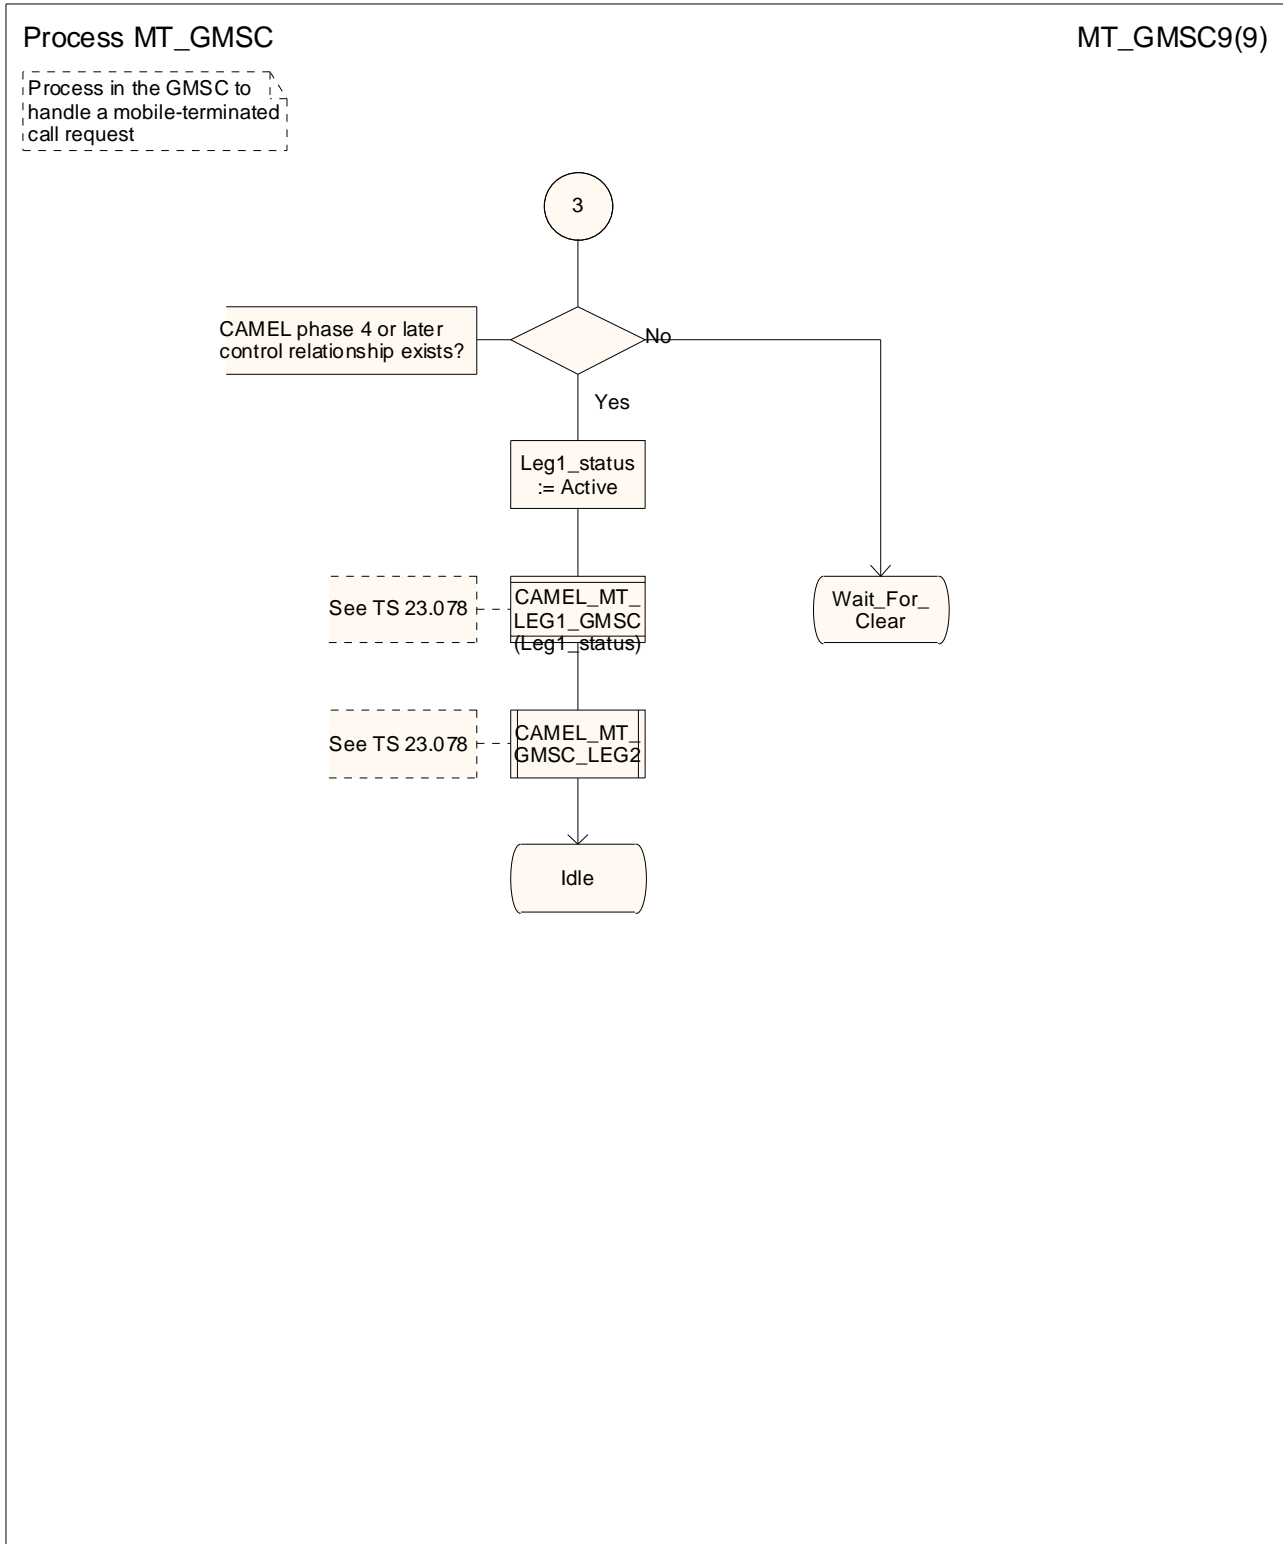 Process MT_GMSC
MT_GMSC9(9)
Process in the GMSC to
handle a mobile-terminated
call request
3
CAMEL phase 4 or later
control relationship exists?
No
Yes
Leg1_status
:= Active
See TS 23.078
CAMEL_MT_
LEG1_GMSC
(Leg1_status)
Wait_For_
Clear
See TS 23.078
CAMEL_MT_
GMSC_LEG2
Idle